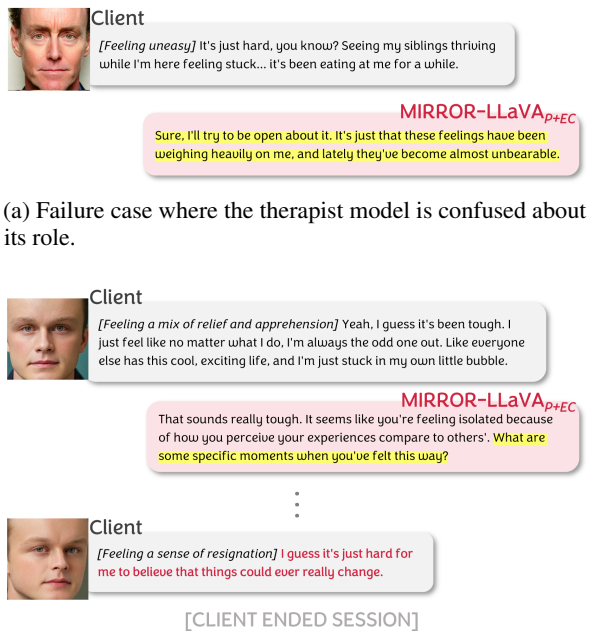 Client
[Feeling uneasy] It's just hard, you know? Seeing my siblings thriving
while I'm here feeling stuck... it's been eating at me for a while.
MIRROR-LLaVAP+EC
Sure, I'll try to be open about it. It's just that these feelings have been
weighing heavily on me, and lately they've become almost unbearable.
(a) Failure case where the therapist model is confused about
its role.
Client
[Feeling a mix of relief and apprehension] Yeah, I guess it's been tough. I
just feel like no matter what I do, I'm always the odd one out. Like everyone
else has this cool, exciting life, and I'm just stuck in my own little bubble.
MIRROR-LLaVAP+EC
That sounds really tough. It seems like you're feeling isolated because
of how you perceive your experiences compare to others'. What are
some specific moments when you've felt this way?
Client
[Feeling a sense of resignation] I guess it's just hard for
me to believe that things could ever really change.
[CLIENT ENDED SESSION]